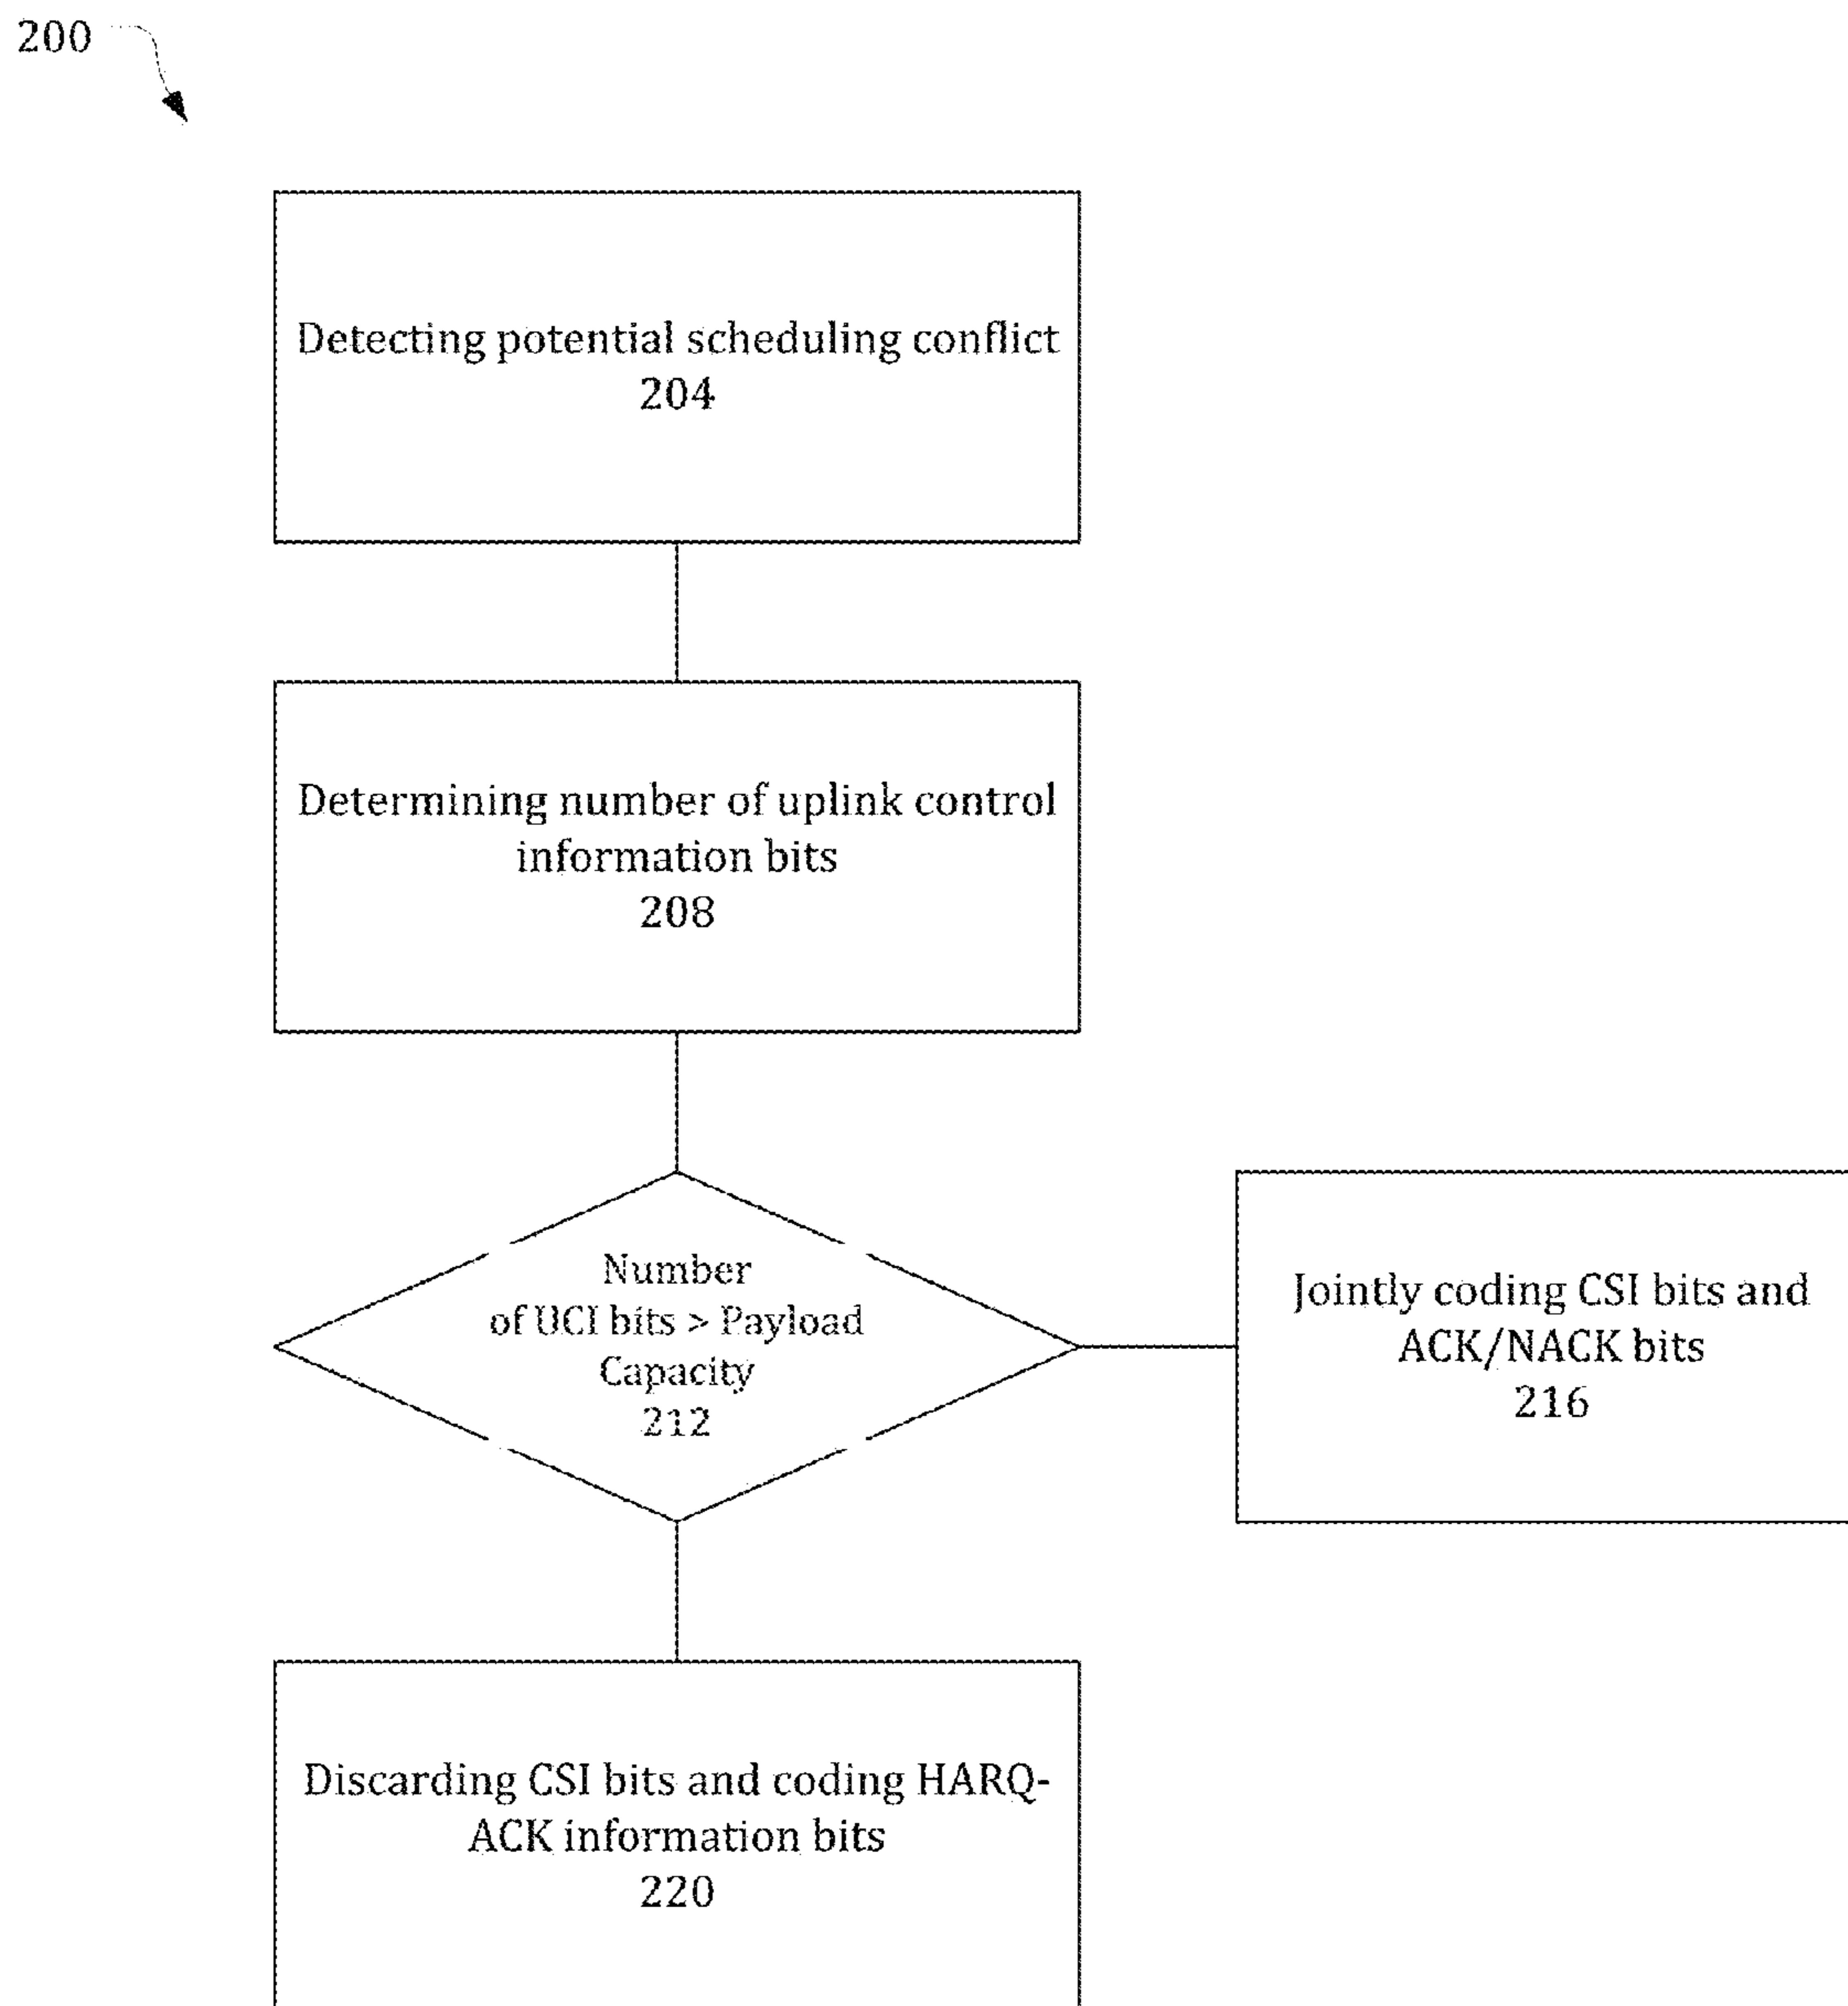 200
Detecting potential scheduling conflict
204
Determining number of uplink control
information bits
208
Number
of UCI bits > Payload
Capacity
212
Jointly coding CSI bits and
ACK/NACK bits
216
Discarding CSI bits and coding HARQ-
ACK information bits
220